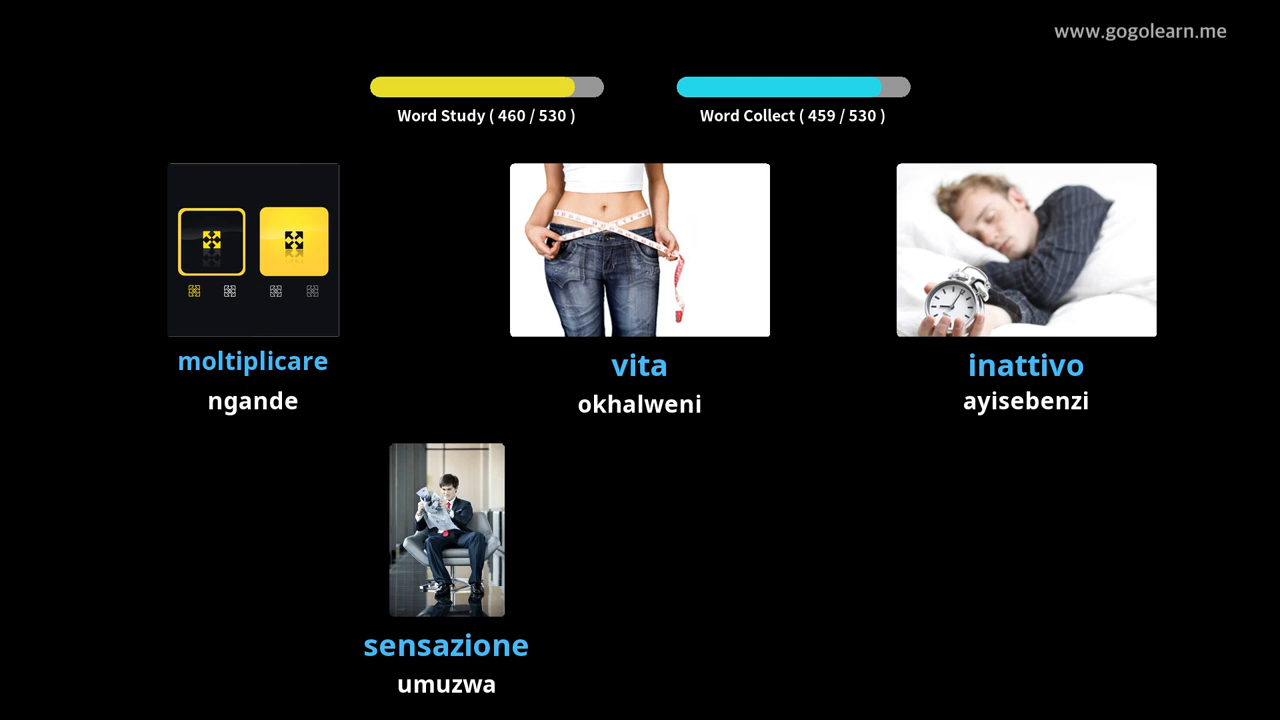 www.gogolearn.me
Word Study ( 460 / 530 )
Word Collect ( 459 / 530 )
moltiplicare
ngande
vita
okhalweni
inattivo
ayisebenzi
sensazione
umuzwa